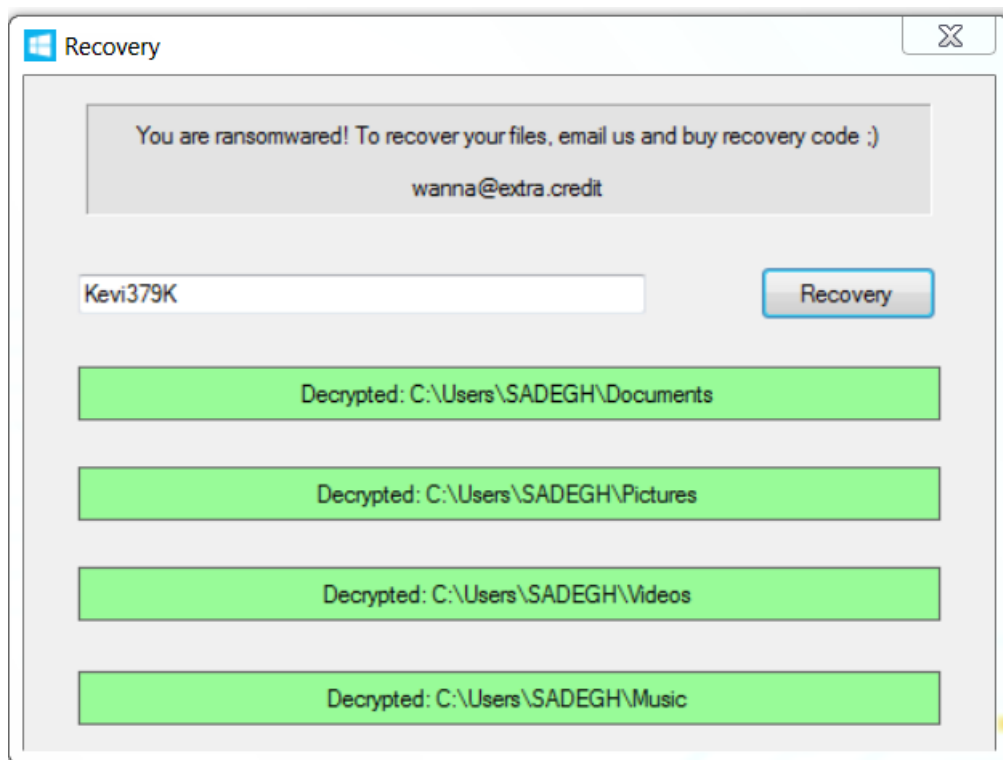 Recovery
You are ransomwared! To recover your files, email us and buy recovery code ;)
wanna@extra.credit
Kevi379K
Recovery
Decrypted: C:\Users\SADEGH\Documents
Decrypted: C:\Users\SADEGH\Pictures
Decrypted: C:\Users\SADEGH\Videos
Decrypted: C:\Users\SADEGH\Music